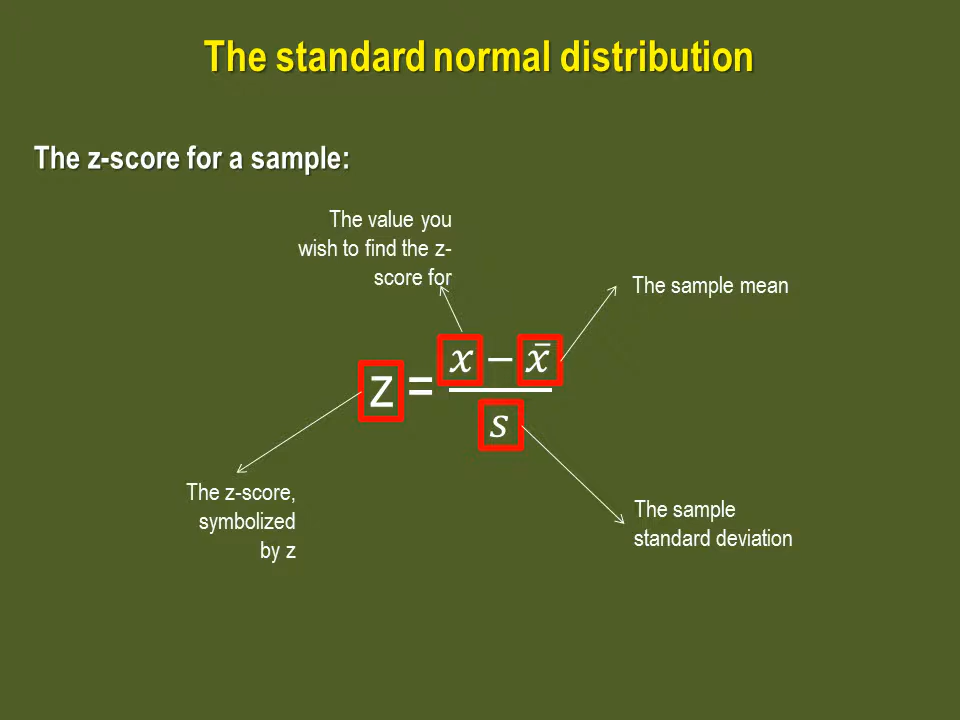 The standard normal distribution
The z-score for a sample:
The value you
wish to find the z-
score for
The sample mean
z = (x − x̄) / s
The z-score,
symbolized
by z
The sample
standard deviation